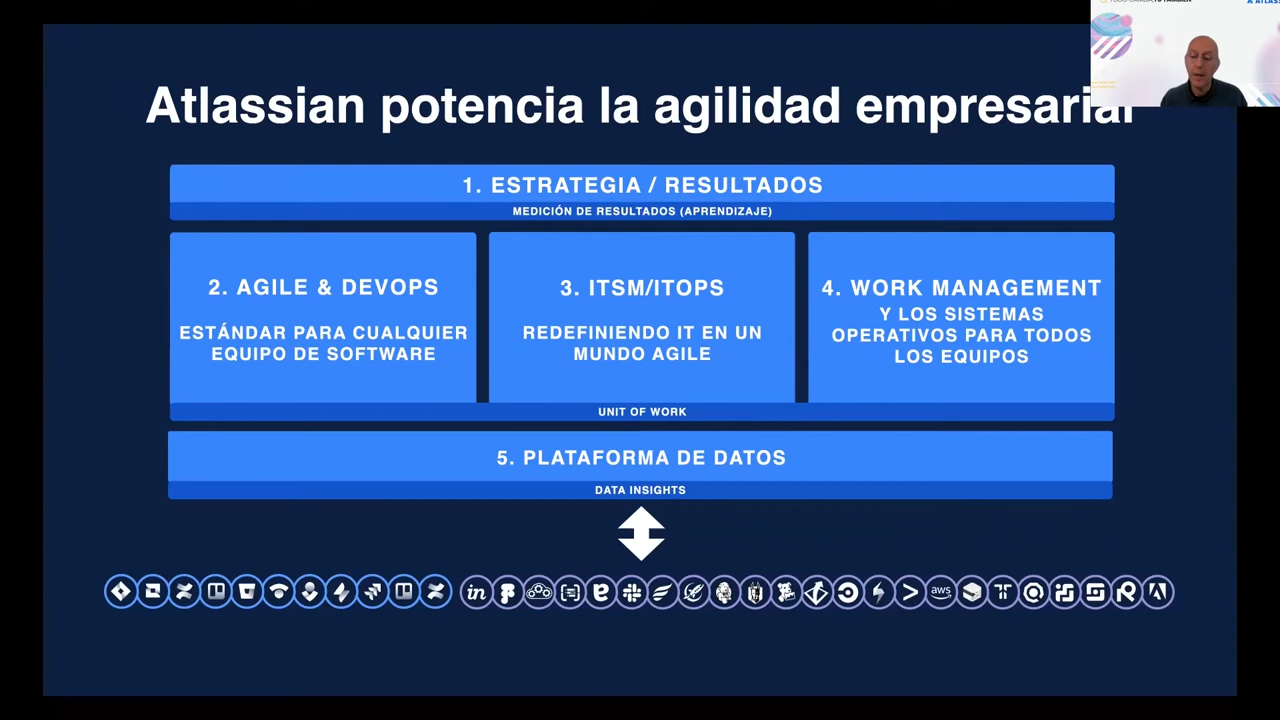 Atlassian potencia la agilidad empresarial
1. ESTRATEGIA / RESULTADOS
MEDICIÓN DE RESULTADOS (APRENDIZAJE)
2. AGILE & DEVOPS
ESTÁNDAR PARA CUALQUIER
EQUIPO DE SOFTWARE
3. ITSM/ITOPS
REDEFINIENDO IT EN UN
MUNDO AGILE
4. WORK MANAGEMENT
Y LOS SISTEMAS
OPERATIVOS PARA TODOS
LOS EQUIPOS
UNIT OF WORK
5. PLATAFORMA DE DATOS
DATA INSIGHTS
in
aws